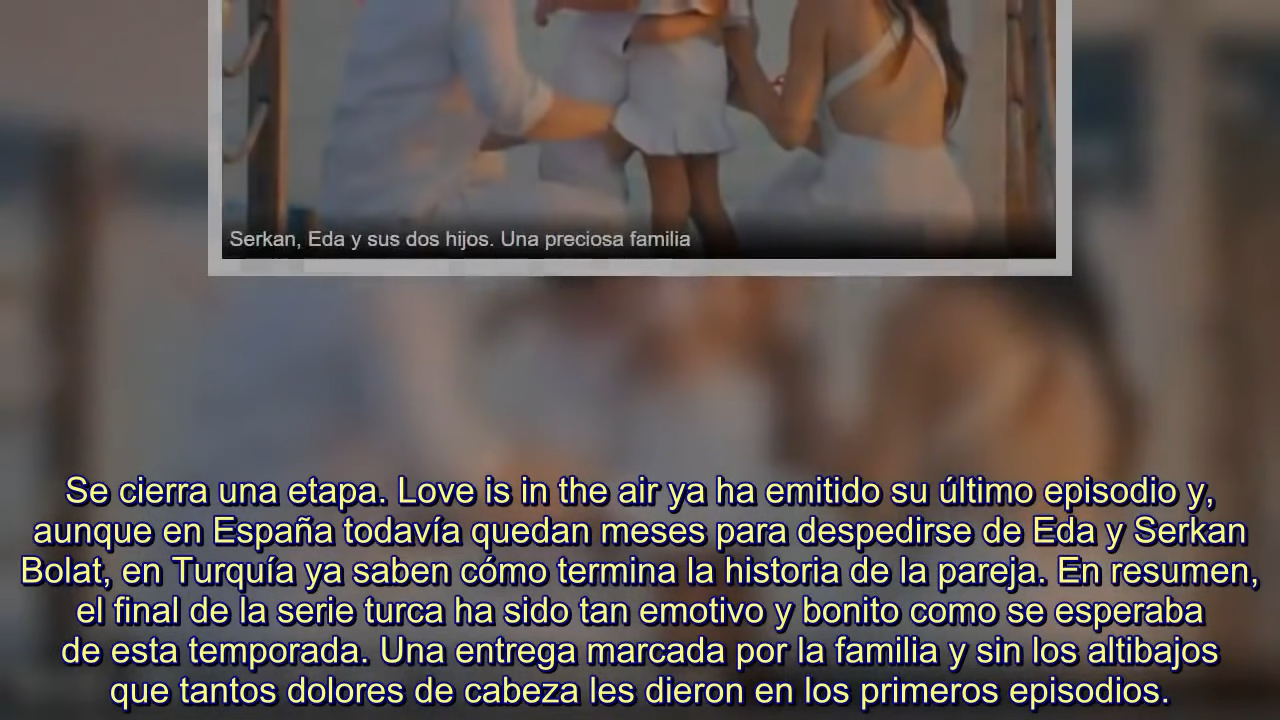 Serkan, Eda y sus dos hijos. Una preciosa familia
Se cierra una etapa. Love is in the air ya ha emitido su último episodio y,
aunque en España todavía quedan meses para despedirse de Eda y Serkan
Bolat, en Turquía ya saben cómo termina la historia de la pareja. En resumen,
el final de la serie turca ha sido tan emotivo y bonito como se esperaba
de esta temporada. Una entrega marcada por la familia y sin los altibajos
que tantos dolores de cabeza les dieron en los primeros episodios.